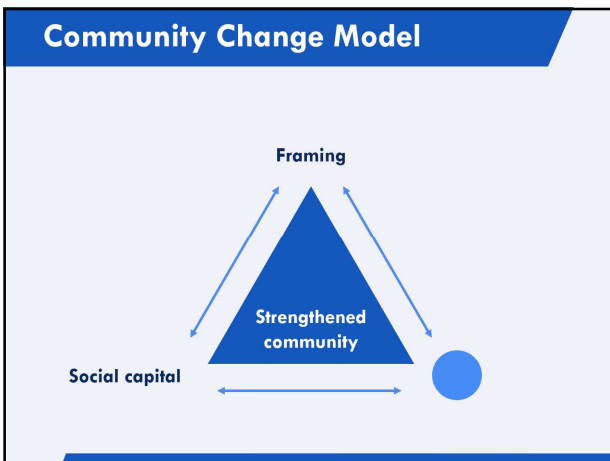 Community Change Model
Framing
Strengthened
community
Social capital